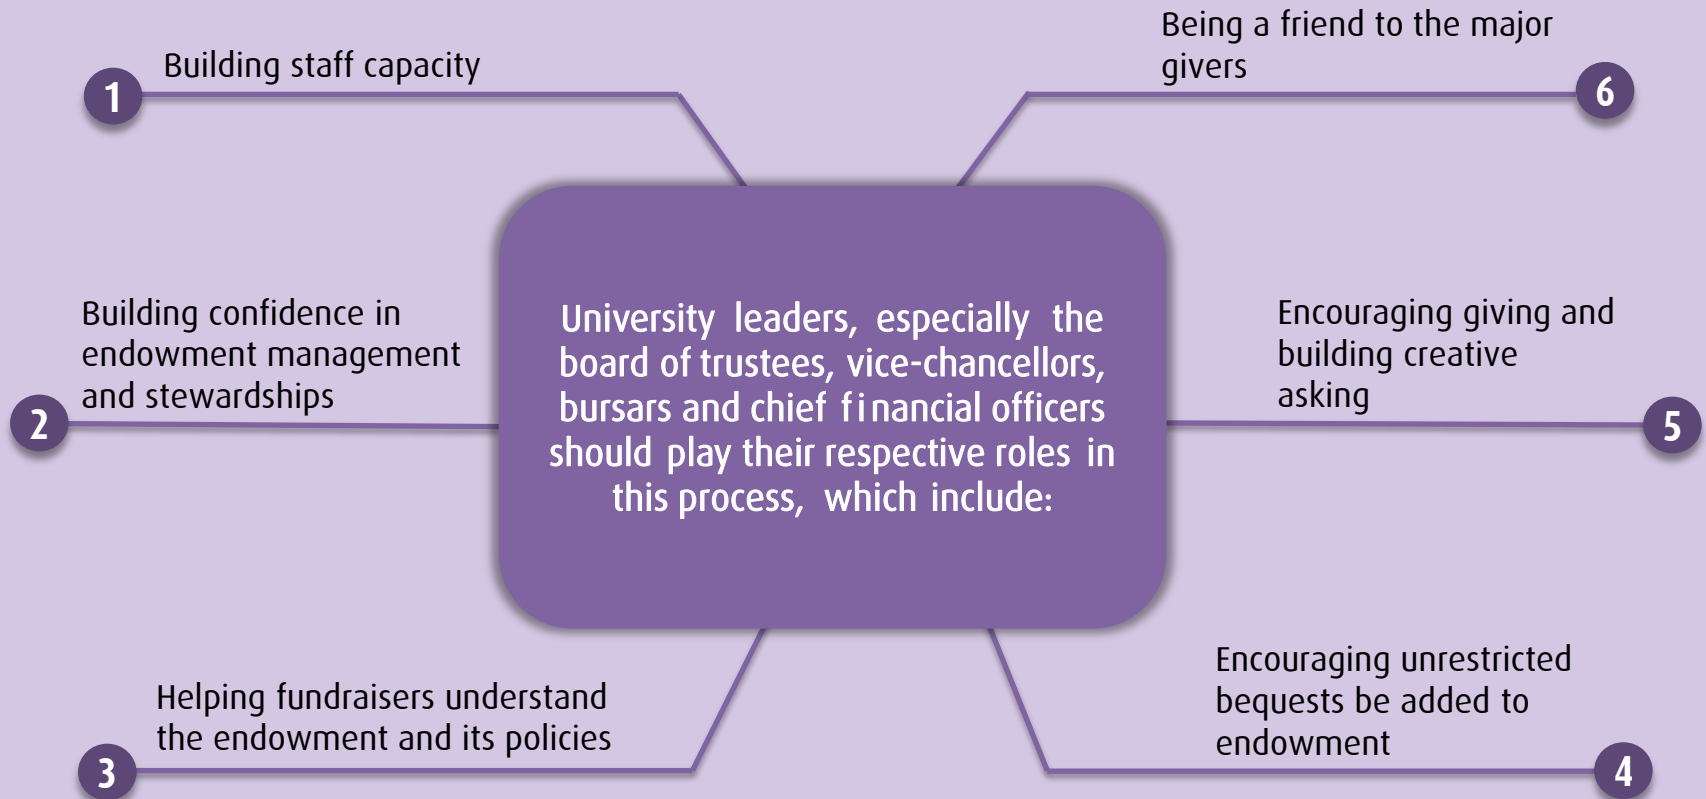 University leaders, especially the
board of trustees, vice-chancellors,
bursars and chief financial officers
should play their respective roles in
this process, which include:
1
Building staff capacity
2
Building confidence in
endowment management
and stewardships
3
Helping fundraisers understand
the endowment and its policies
4
Encouraging unrestricted
bequests be added to
endowment
5
Encouraging giving and
building creative
asking
6
Being a friend to the major
givers